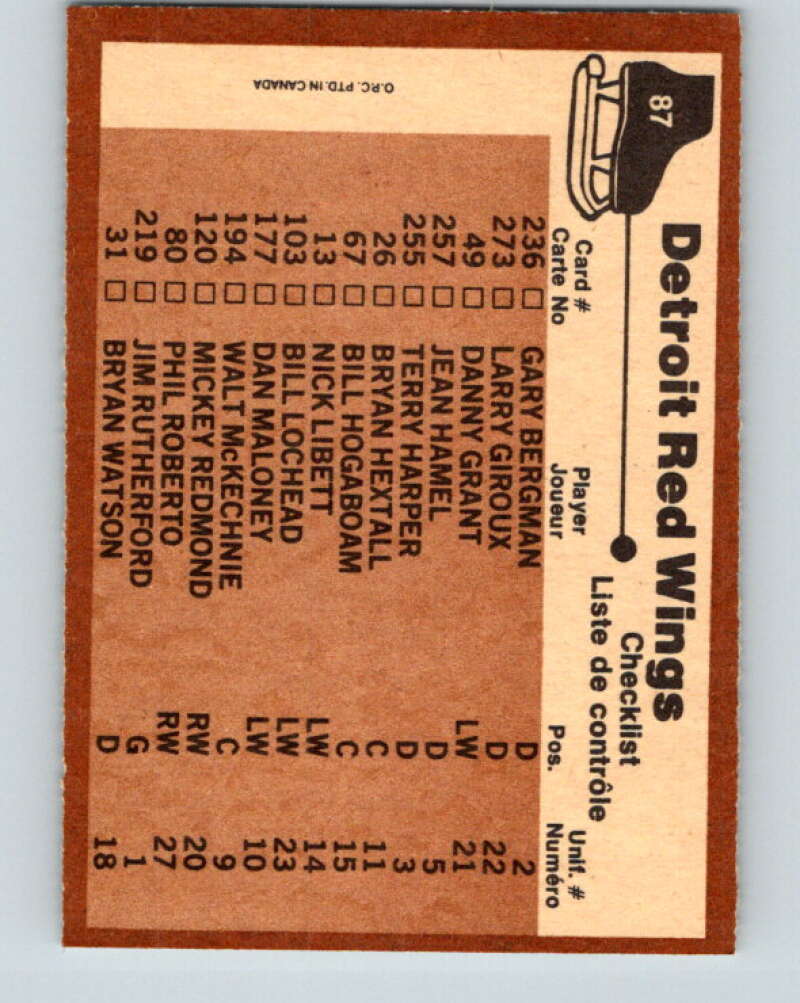 87
Detroit Red Wings
Checklist
Liste de contrôle
Card # Player Pos. Unif. #
Carte No Joueur Numéro
236 GARY BERGMAN D 2
273 LARRY GIROUX D 22
49 DANNY GRANT LW 21
257 JEAN HAMEL D 5
255 TERRY HARPER D 3
26 BRYAN HEXTALL C 11
67 BILL HOGABOAM C 15
13 NICK LIBETT LW 14
103 BILL LOCHEAD LW 23
177 DAN MALONEY LW 10
194 WALT McKECHNIE C 9
120 MICKEY REDMOND RW 20
80 PHIL ROBERTO RW 27
219 JIM RUTHERFORD G 1
31 BRYAN WATSON D 18
O.P.C. PTD. IN CANADA